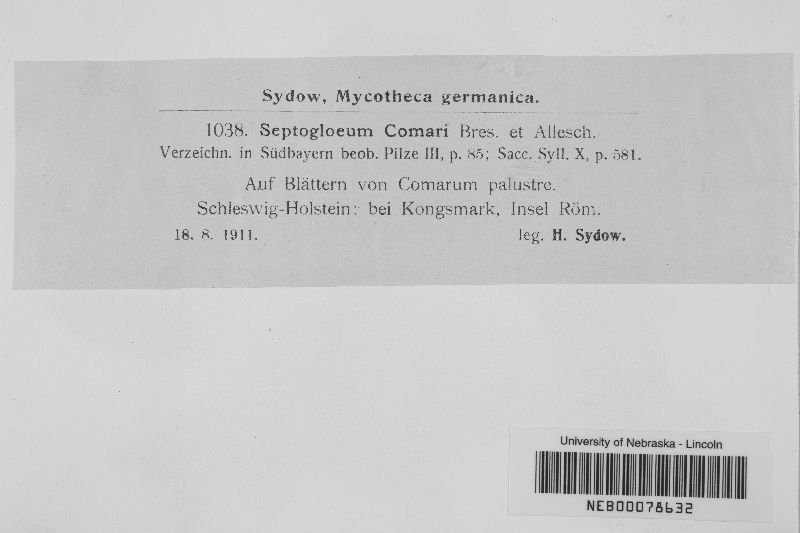 Sydow, Mycotheca germanica.
1038. Septogloeum Comari Bres. et Allesch.
Verzeichn. in Südbayern beob. Pilze III, p. 85; Sacc. Syll. X, p. 581.
Auf Blättern von Comarum palustre.
Schleswig-Holstein: bei Kongsmark, Insel Röm.
18. 8. 1911. leg. H. Sydow.
University of Nebraska - Lincoln
NEB00078632